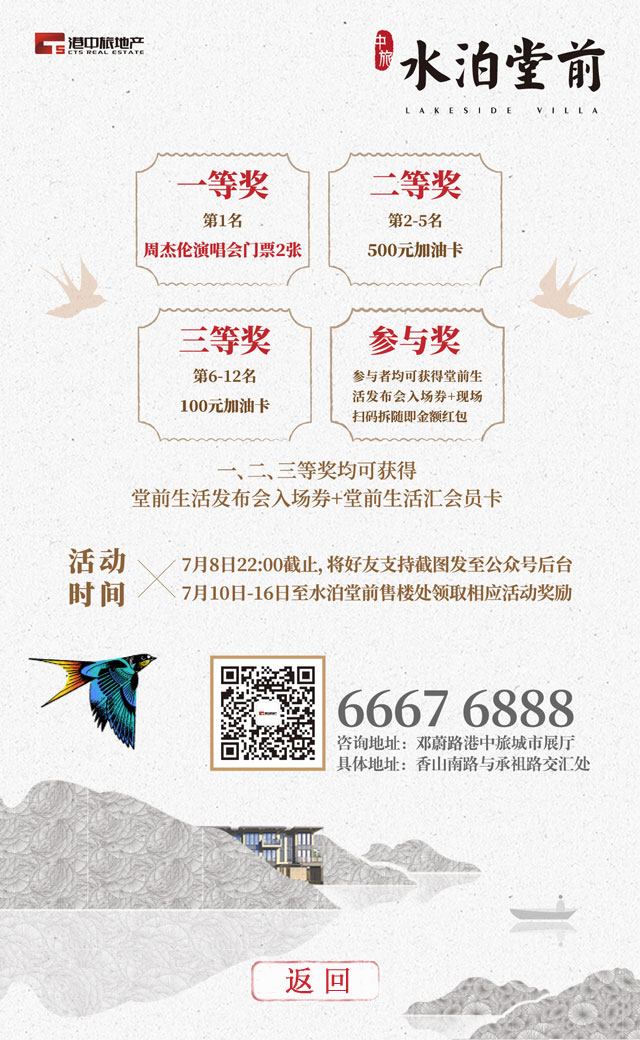 港中旅地产
CTS REAL ESTATE
中旅
水泊堂前
LAKESIDE VILLA
一等奖
第1名
周杰伦演唱会门票2张
二等奖
第2-5名
500元加油卡
三等奖
第6-12名
100元加油卡
参与奖
参与者均可获得堂前生
活发布会入场券+现场
扫码拆随即金额红包
一、二、三等奖均可获得
堂前生活发布会入场券+堂前生活汇会员卡
活动
时间
7月8日22:00截止, 将好友支持截图发至公众号后台
7月10日-16日至水泊堂前售楼处领取相应活动奖励
6667 6888
咨询地址：邓蔚路港中旅城市展厅
具体地址：香山南路与承祖路交汇处
返回